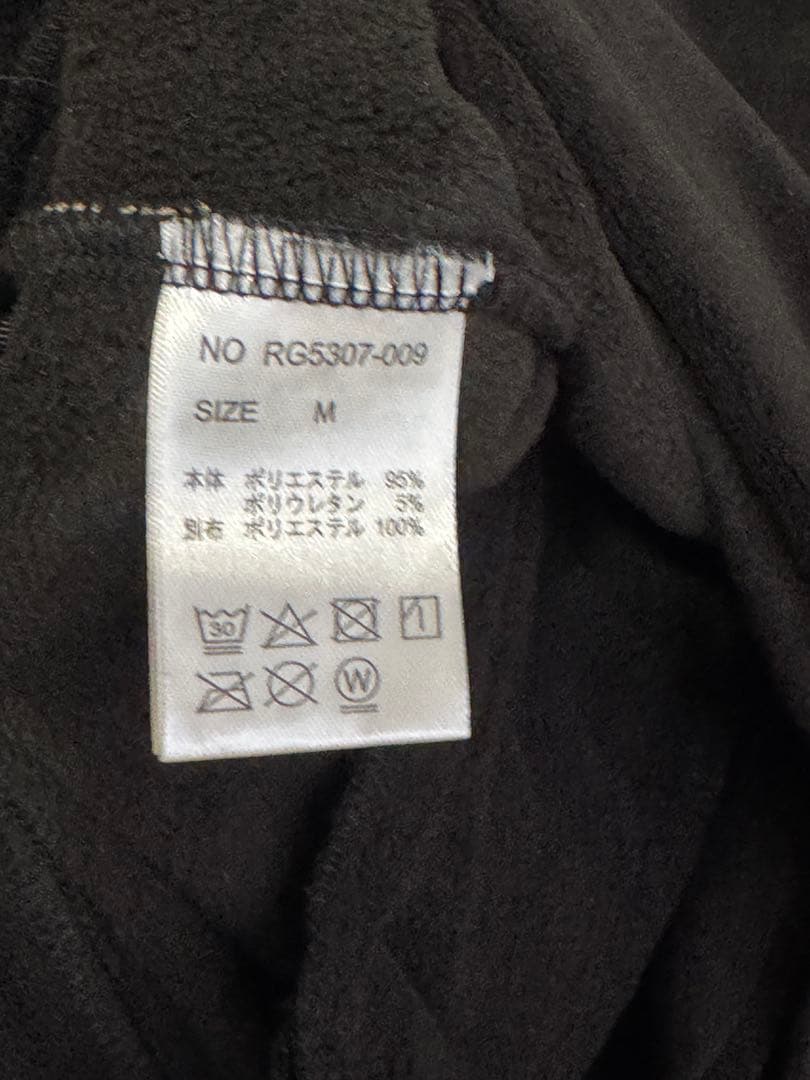 NO RG5307-009
SIZE M
本体 ポリエステル 95%
ポリウレタン 5%
別布 ポリエステル 100%
30
W